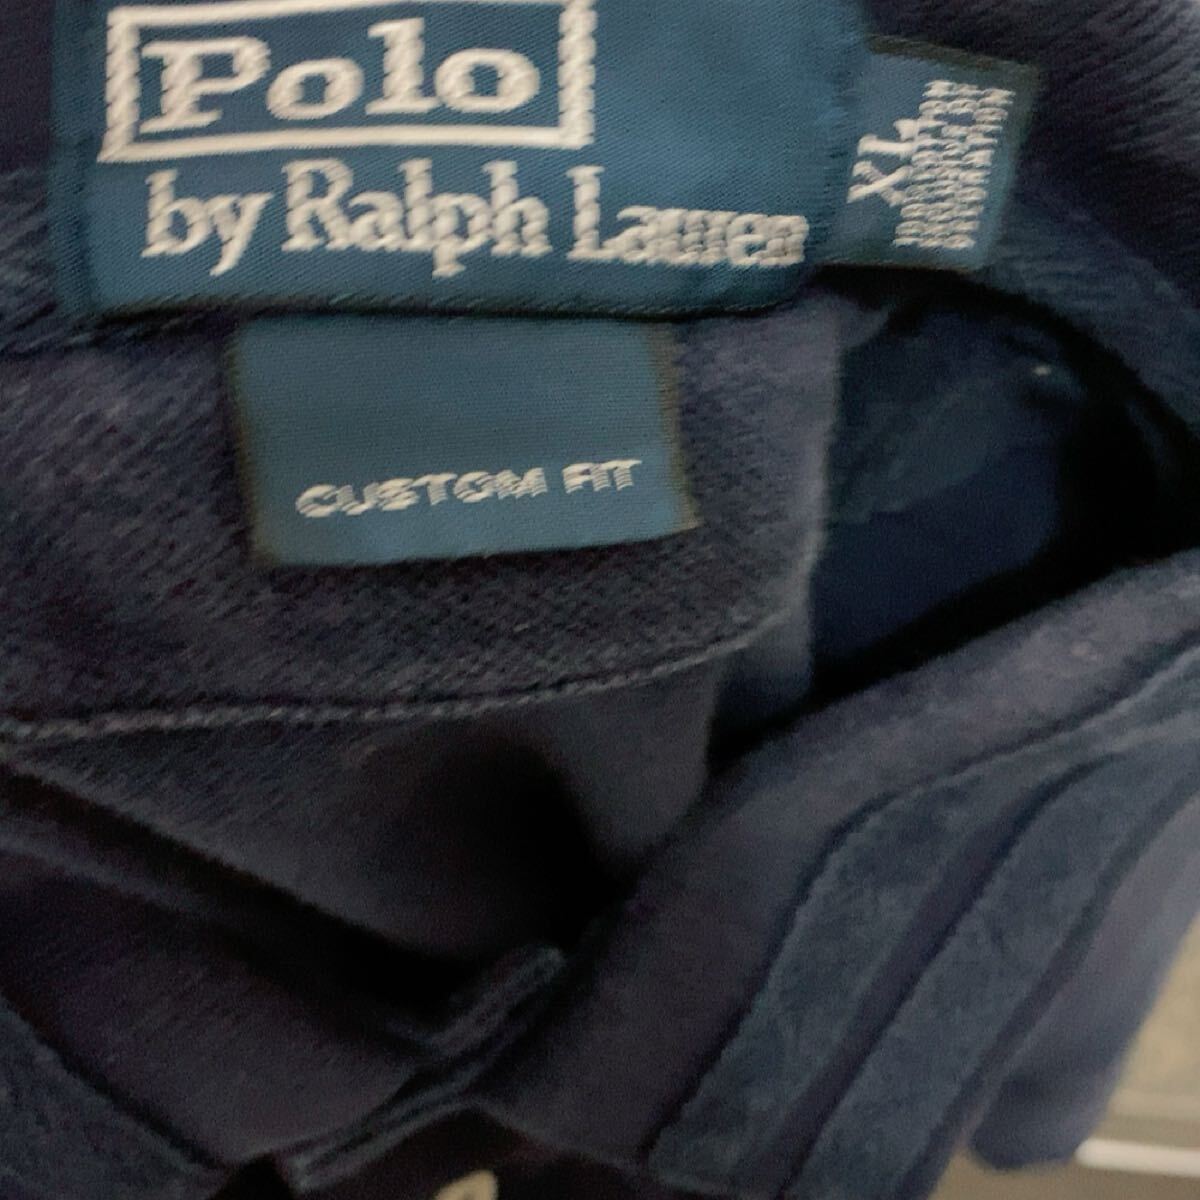 Polo
by Ralph Lauren
XL
CUSTOM FIT